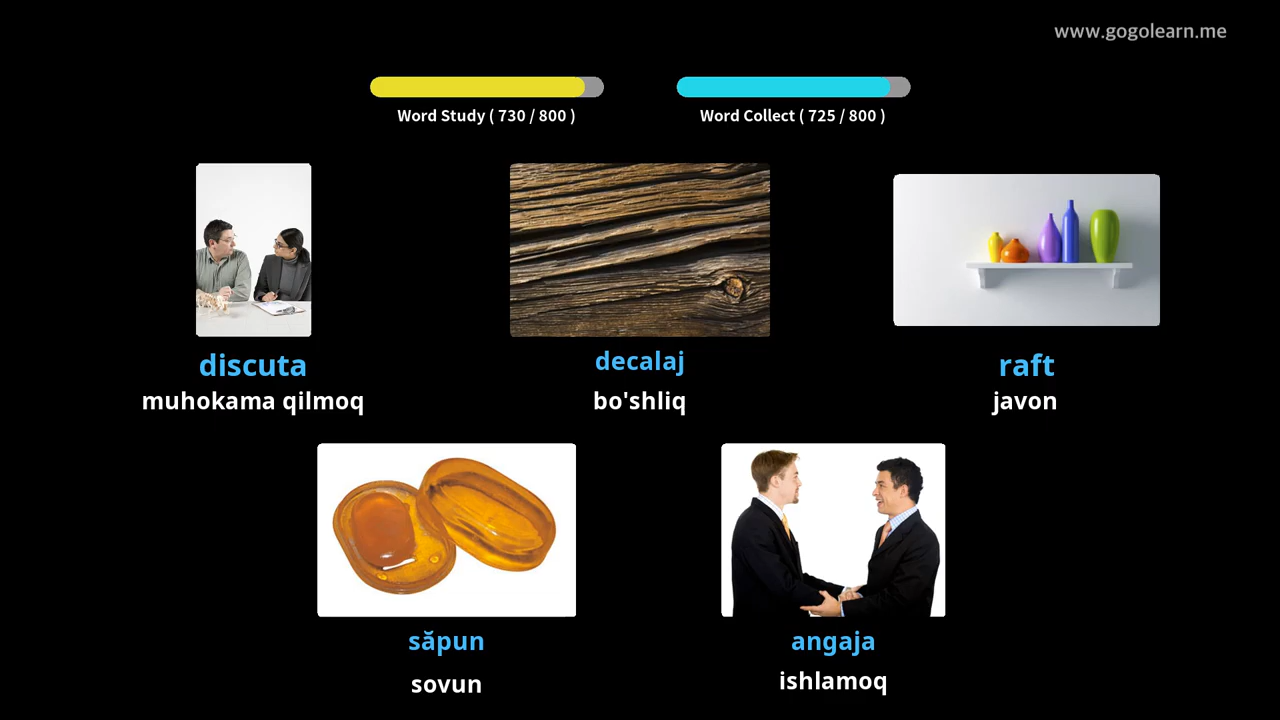 www.gogolearn.me
Word Study ( 730 / 800 )
Word Collect ( 725 / 800 )
discuta
muhokama qilmoq
decalaj
bo'shliq
raft
javon
săpun
sovun
angaja
ishlamoq